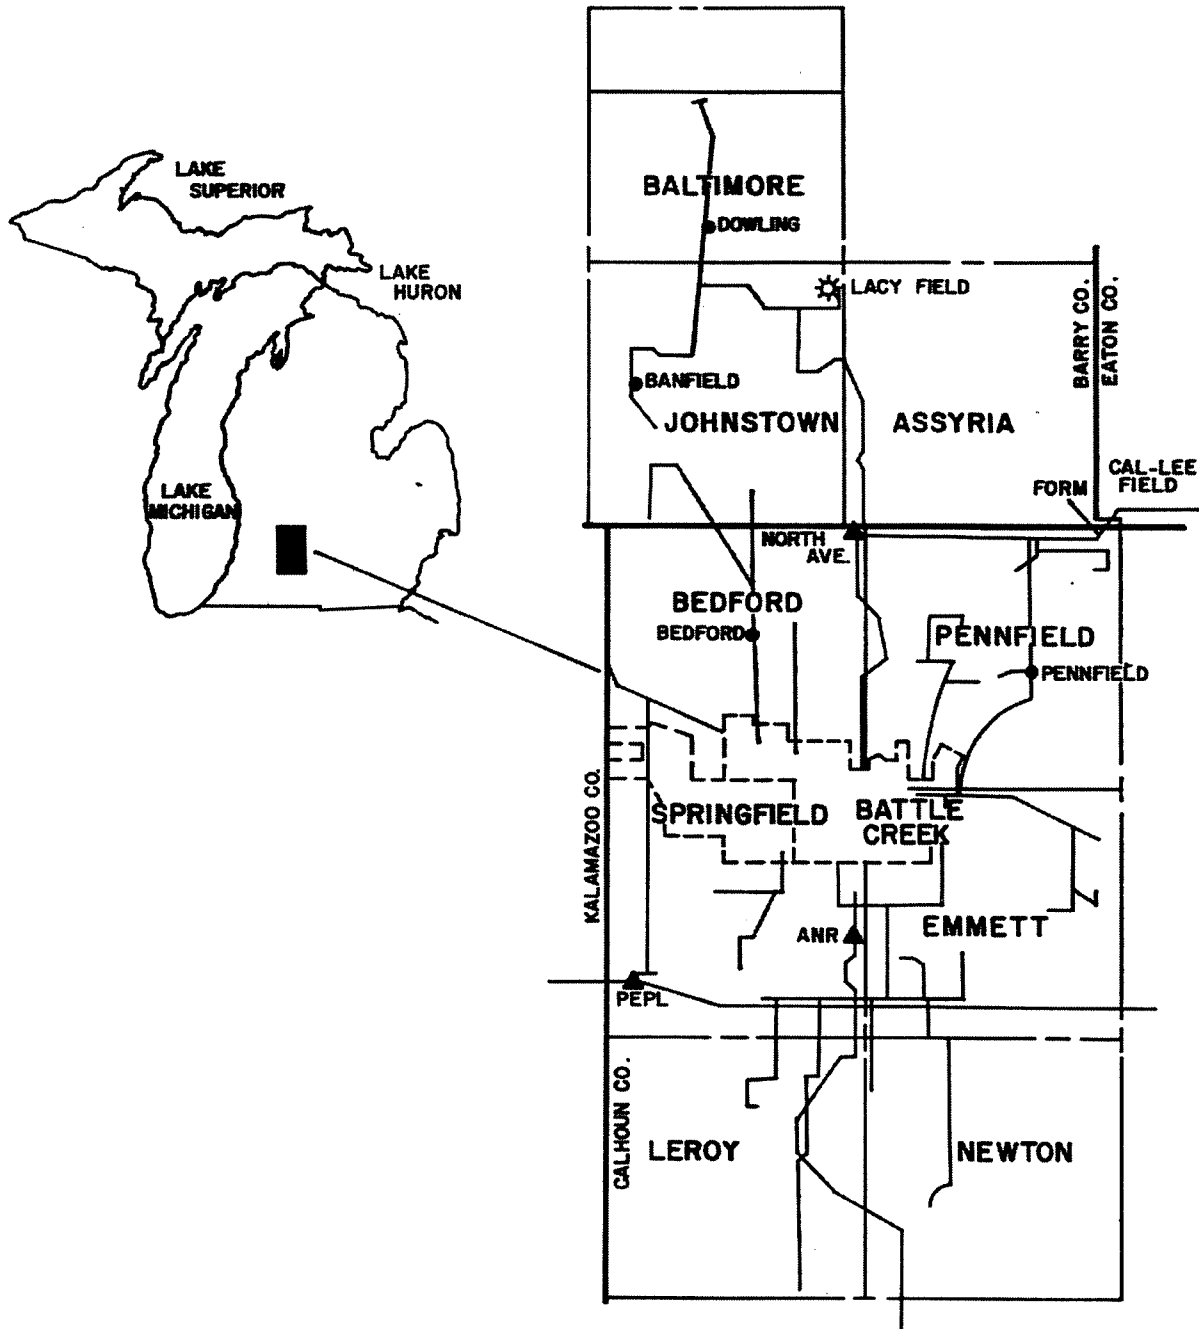 LAKE
SUPERIOR
LAKE
HURON
LAKE
MICHIGAN
BALTIMORE
DOWLING
LACY FIELD
BARRY CO.
EATON CO.
BANFIELD
JOHNSTOWN
ASSYRIA
CAL-LEE
FIELD
FORM
NORTH
AVE.
BEDFORD
BEDFORD
PENNFIELD
PENNFIELD
KALAMAZOO CO.
SPRINGFIELD
BATTLE
CREEK
ANR
EMMETT
PEPL
CALHOUN CO.
LEROY
NEWTON